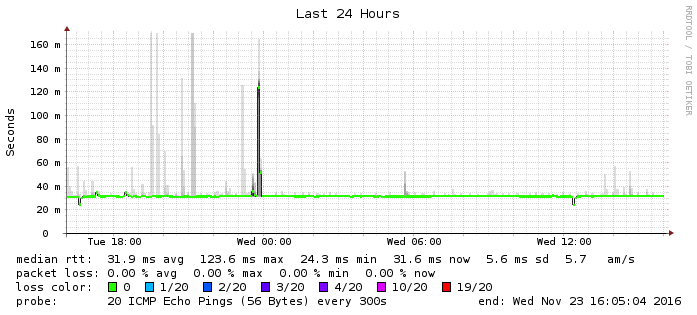 Last 24 Hours
RRDTOOL / TOBI OETIKER
Seconds
160 m
140 m
120 m
100 m
80 m
60 m
40 m
20 m
0
Tue 18:00 Wed 00:00 Wed 06:00 Wed 12:00
median rtt: 31.9 ms avg 123.6 ms max 24.3 ms min 31.6 ms now 5.6 ms sd 5.7 am/s
packet loss: 0.00 % avg 0.00 % max 0.00 % min 0.00 % now
loss color: 0 1/20 2/20 3/20 4/20 10/20 19/20
probe: 20 ICMP Echo Pings (56 Bytes) every 300s end: Wed Nov 23 16:05:04 2016